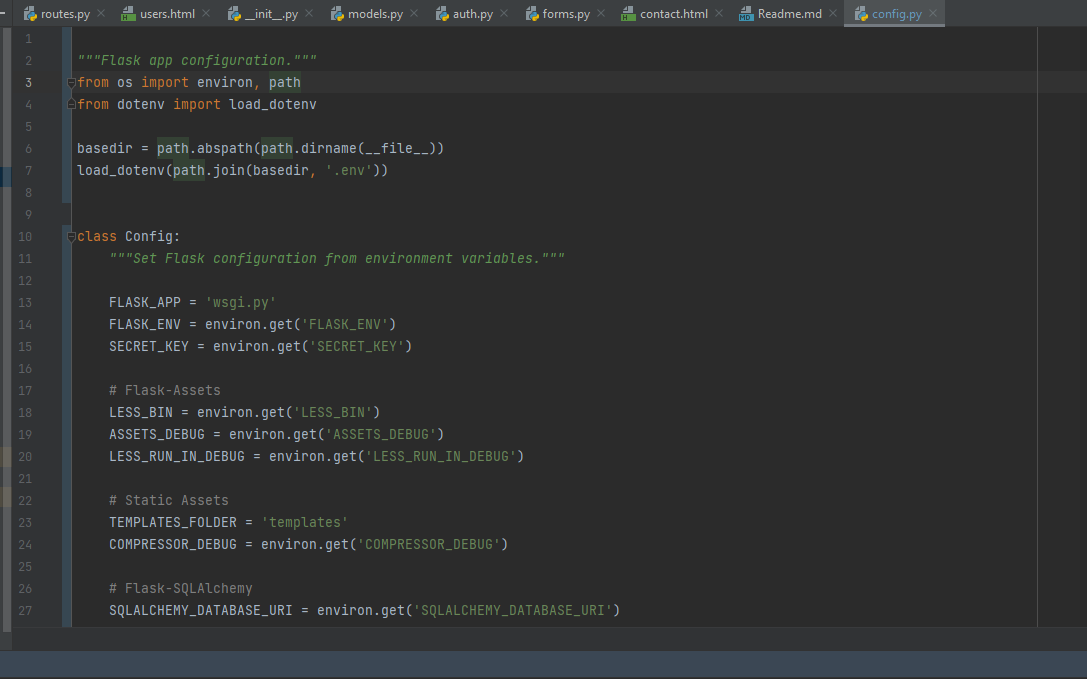 routes.py users.html __init__.py models.py auth.py forms.py contact.html Readme.md config.py
1
2 """Flask app configuration."""
3 from os import environ, path
4 from dotenv import load_dotenv
5
6 basedir = path.abspath(path.dirname(__file__))
7 load_dotenv(path.join(basedir, '.env'))
8
9
10 class Config:
11 """Set Flask configuration from environment variables."""
12
13 FLASK_APP = 'wsgi.py'
14 FLASK_ENV = environ.get('FLASK_ENV')
15 SECRET_KEY = environ.get('SECRET_KEY')
16
17 # Flask-Assets
18 LESS_BIN = environ.get('LESS_BIN')
19 ASSETS_DEBUG = environ.get('ASSETS_DEBUG')
20 LESS_RUN_IN_DEBUG = environ.get('LESS_RUN_IN_DEBUG')
21
22 # Static Assets
23 TEMPLATES_FOLDER = 'templates'
24 COMPRESSOR_DEBUG = environ.get('COMPRESSOR_DEBUG')
25
26 # Flask-SQLAlchemy
27 SQLALCHEMY_DATABASE_URI = environ.get('SQLALCHEMY_DATABASE_URI')